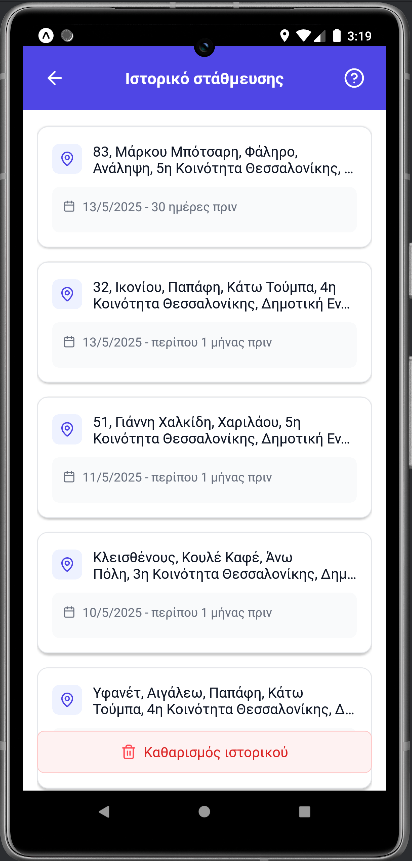 3:19
Ιστορικό στάθμευσης
83, Μάρκου Μπότσαρη, Φάληρο,
Ανάληψη, 5η Κοινότητα Θεσσαλονίκης, ...
13/5/2025 - 30 ημέρες πριν
32, Ικονίου, Παπάφη, Κάτω Τούμπα, 4η
Κοινότητα Θεσσαλονίκης, Δημοτική Εν...
13/5/2025 - περίπου 1 μήνας πριν
51, Γιάννη Χαλκίδη, Χαριλάου, 5η
Κοινότητα Θεσσαλονίκης, Δημοτική Εν...
11/5/2025 - περίπου 1 μήνας πριν
Κλεισθένους, Κουλέ Καφέ, Άνω
Πόλη, 3η Κοινότητα Θεσσαλονίκης, Δημ...
10/5/2025 - περίπου 1 μήνας πριν
Υφανέτ, Αιγάλεω, Παπάφη, Κάτω
Τούμπα, 4η Κοινότητα Θεσσαλονίκης, Δ...
Καθαρισμός ιστορικού